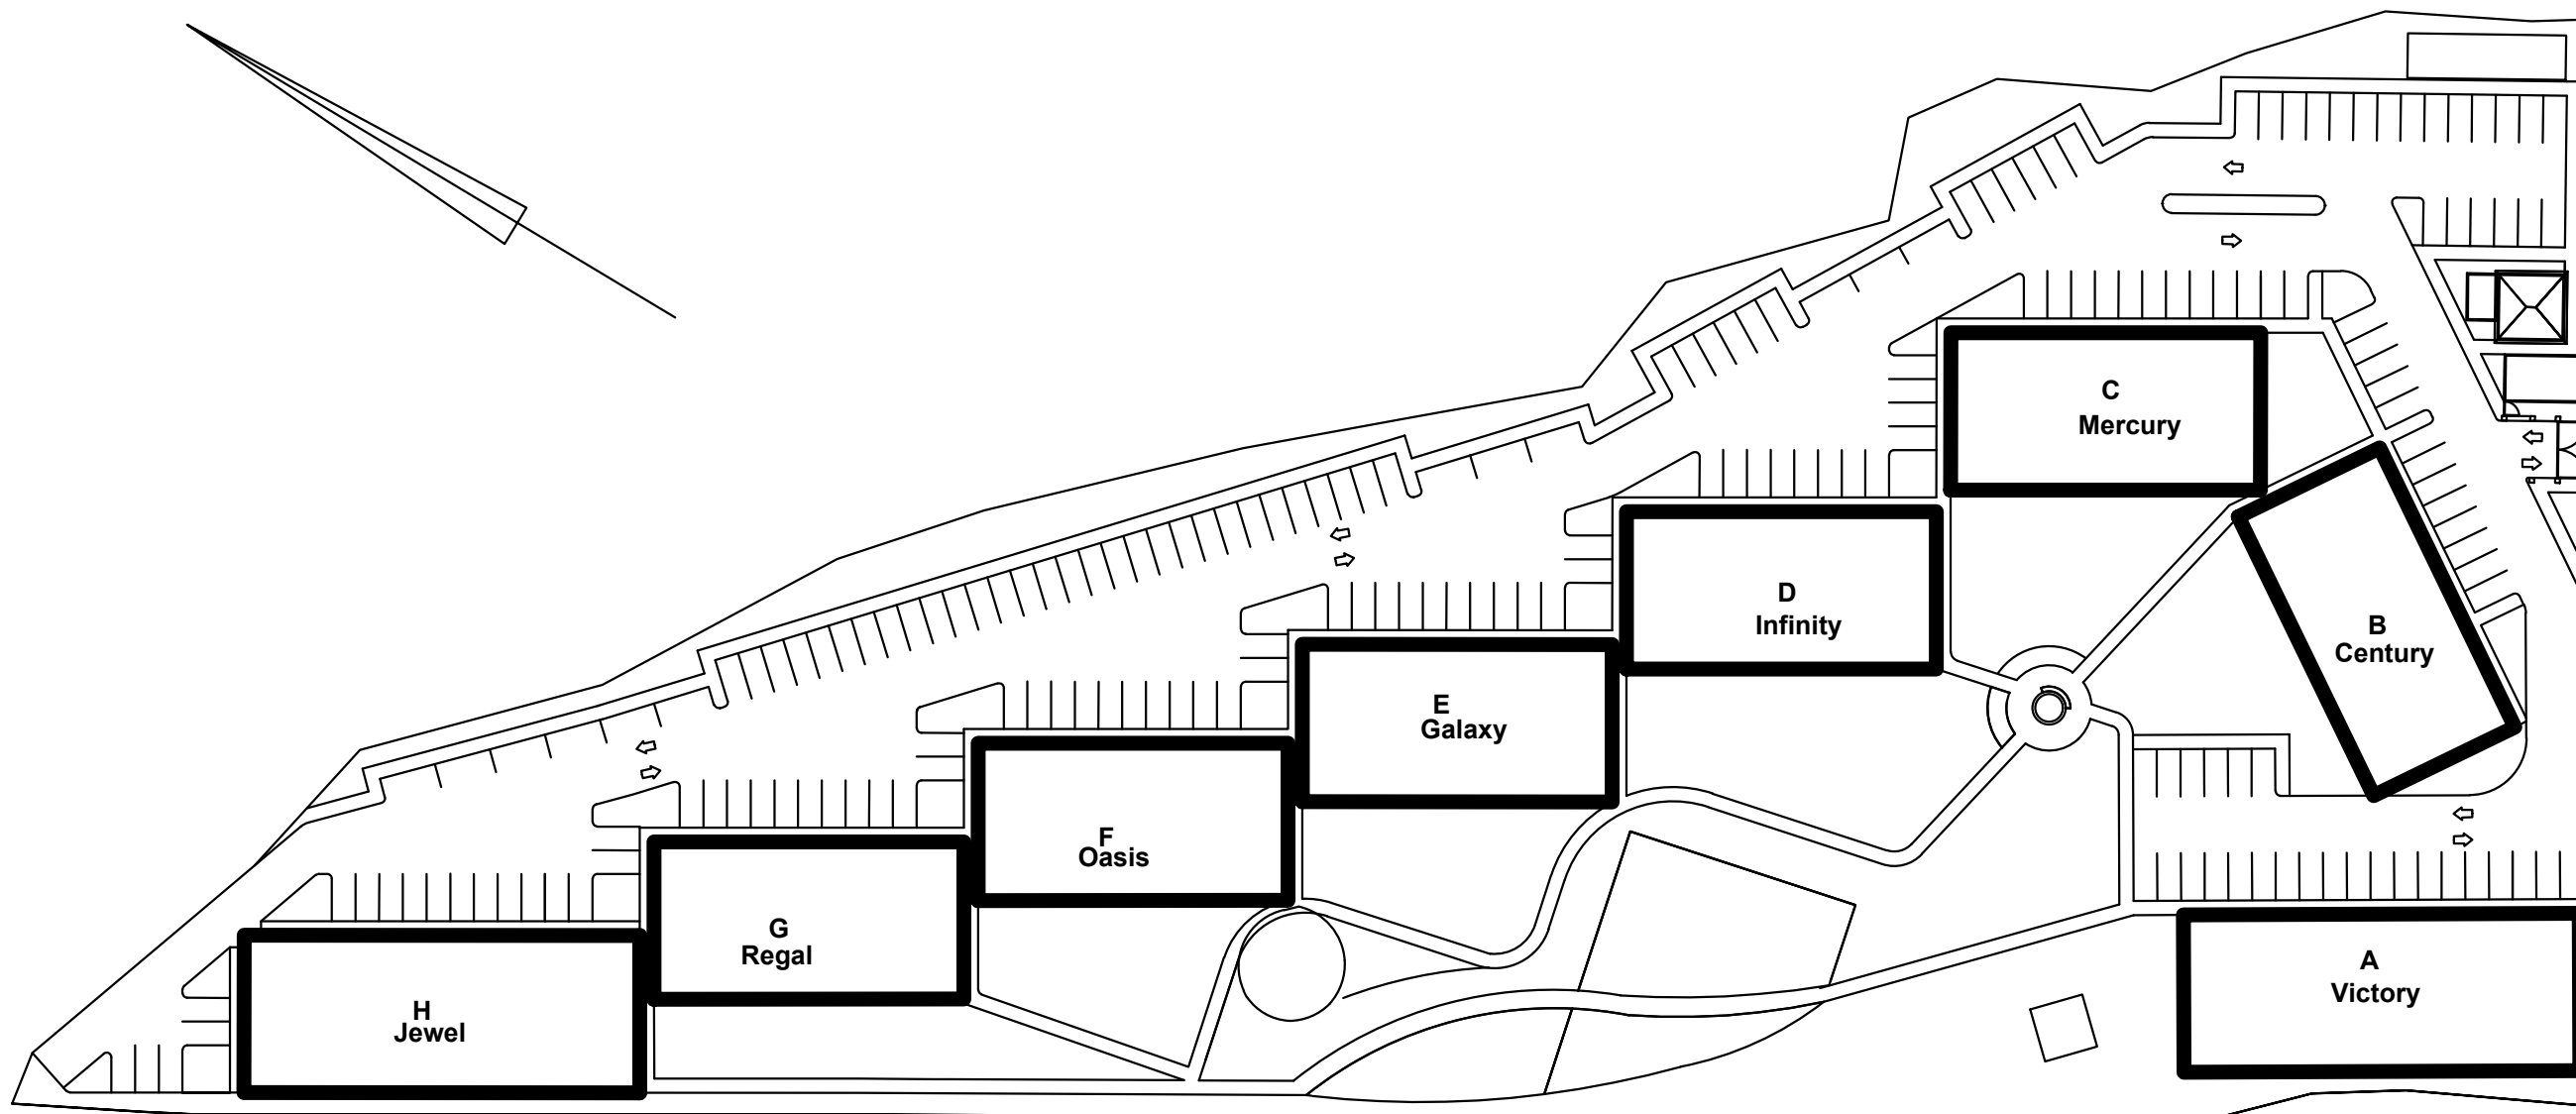 C
Mercury
D
Infinity
B
Century
E
Galaxy
F
Oasis
G
Regal
A
Victory
H
Jewel